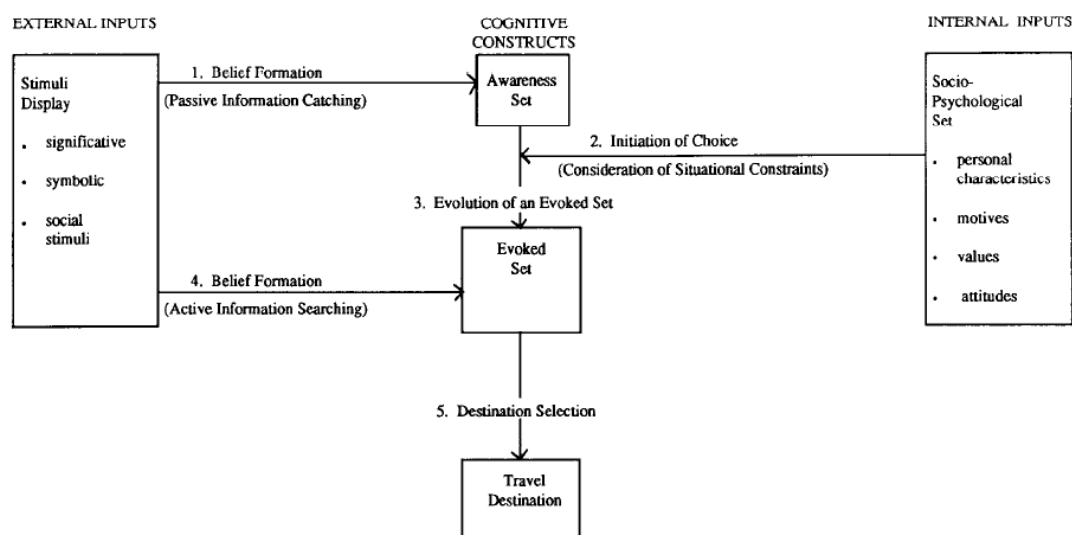 EXTERNAL INPUTS
COGNITIVE
CONSTRUCTS
INTERNAL INPUTS
Stimuli
Display
• significative
• symbolic
• social
stimuli
1. Belief Formation
(Passive Information Catching)
Awareness
Set
2. Initiation of Choice
(Consideration of Situational Constraints)
Socio-
Psychological
Set
• personal
characteristics
• motives
• values
• attitudes
3. Evolution of an Evoked Set
Evoked
Set
4. Belief Formation
(Active Information Searching)
5. Destination Selection
Travel
Destination